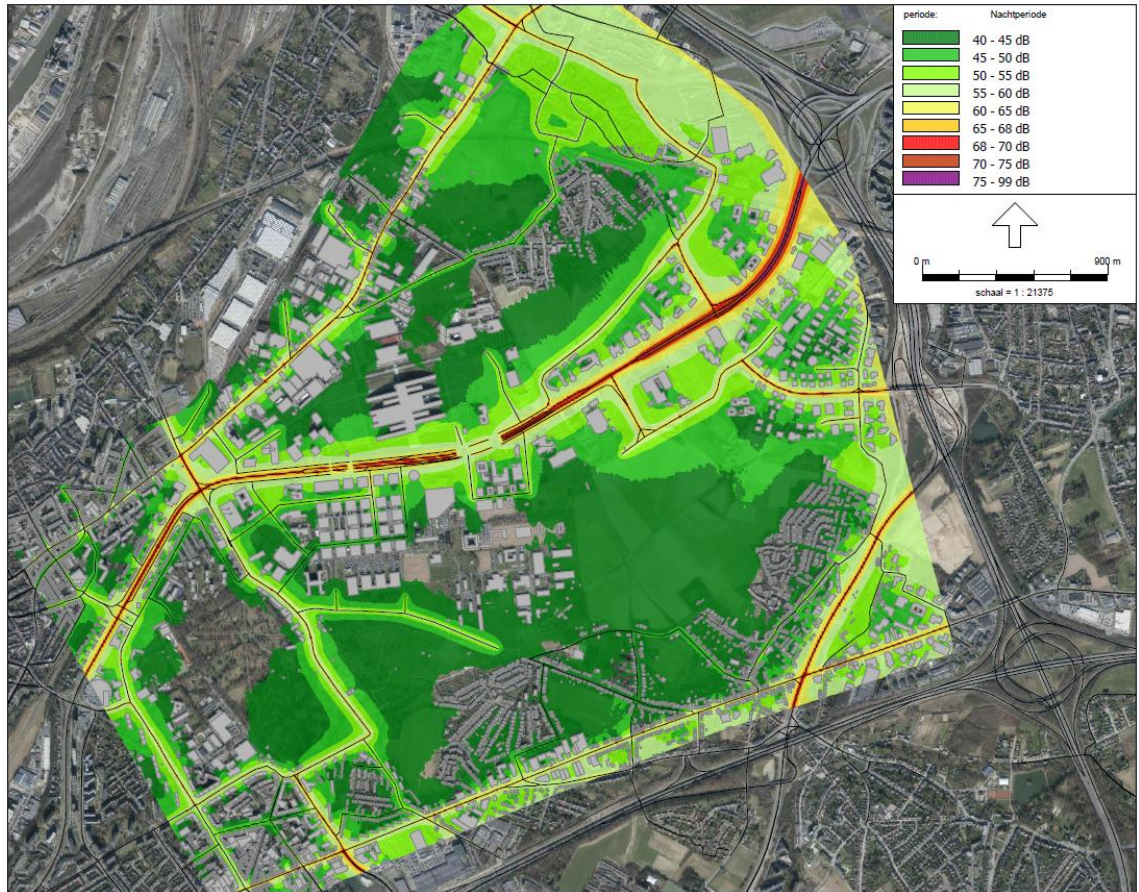 periode: Nachtperiode
40 - 45 dB
45 - 50 dB
50 - 55 dB
55 - 60 dB
60 - 65 dB
65 - 68 dB
68 - 70 dB
70 - 75 dB
75 - 99 dB
0 m 900 m
schaal = 1 : 21375